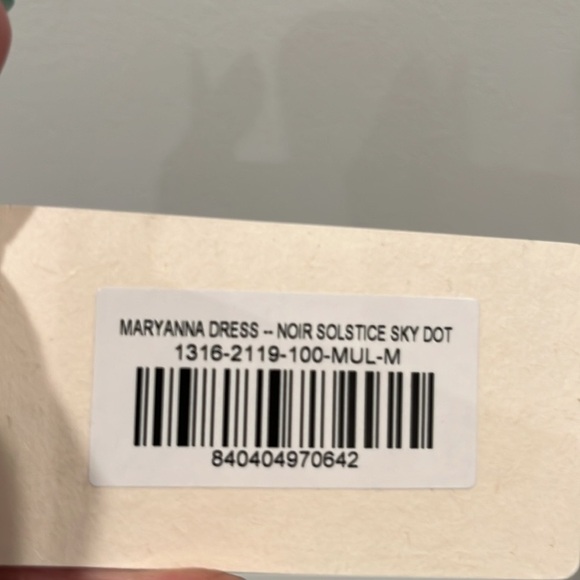 MARYANNA DRESS -- NOIR SOLSTICE SKY DOT
1316-2119-100-MUL-M
840404970642